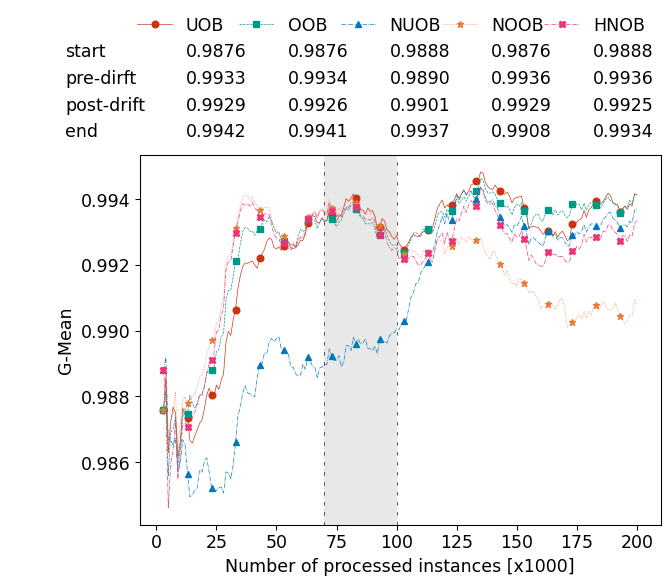 UOB OOB NUOB NOOB HNOB
start 0.9876 0.9876 0.9888 0.9876 0.9888
pre-dirft 0.9933 0.9934 0.9890 0.9936 0.9936
post-drift 0.9929 0.9926 0.9901 0.9929 0.9925
end 0.9942 0.9941 0.9937 0.9908 0.9934
0.994
0.992
0.990
0.988
0.986
G-Mean
0 25 50 75 100 125 150 175 200
Number of processed instances [x1000]